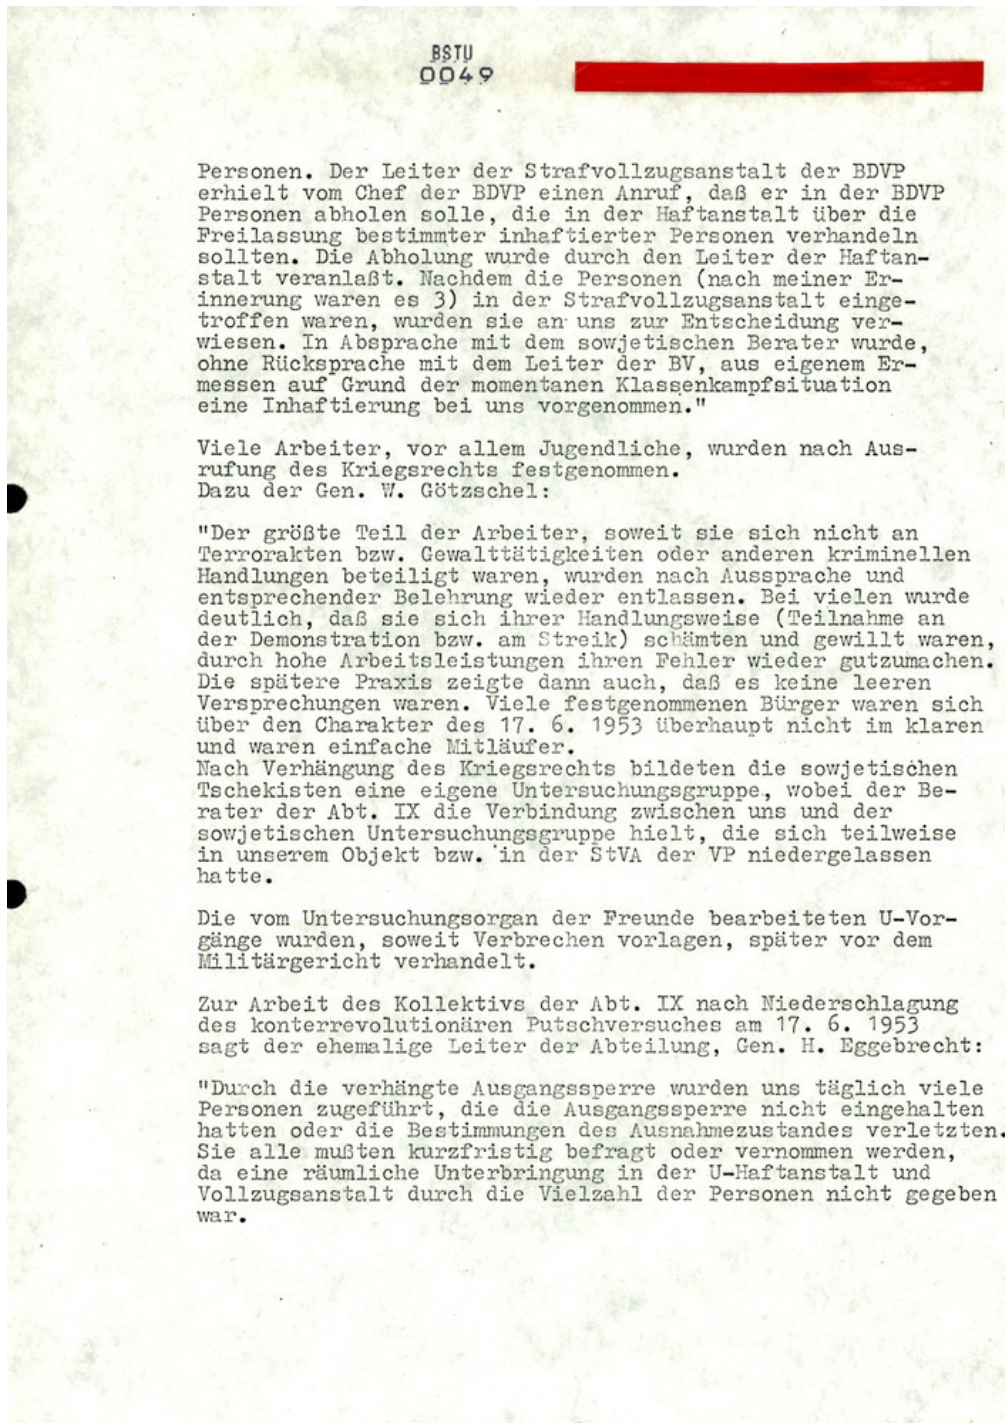 BSTU
0049
Personen. Der Leiter der Strafvollzugsanstalt der BDVP
erhielt vom Chef der BDVP einen Anruf, daß er in der BDVP
Personen abholen solle, die in der Haftanstalt über die
Freilassung bestimmter inhaftierter Personen verhandeln
sollten. Die Abholung wurde durch den Leiter der Haftan-
stalt veranlaßt. Nachdem die Personen (nach meiner Er-
innerung waren es 3) in der Strafvollzugsanstalt einge-
troffen waren, wurden sie an uns zur Entscheidung ver-
wiesen. In Absprache mit dem sowjetischen Berater wurde,
ohne Rücksprache mit dem Leiter der BV, aus eigenem Er-
messen auf Grund der momentanen Klassenkampfsituation
eine Inhaftierung bei uns vorgenommen."
Viele Arbeiter, vor allem Jugendliche, wurden nach Aus-
rufung des Kriegsrechts festgenommen.
Dazu der Gen. W. Götzschel:
"Der größte Teil der Arbeiter, soweit sie sich nicht an
Terrorakten bzw. Gewalttätigkeiten oder anderen kriminellen
Handlungen beteiligt waren, wurden nach Aussprache und
entsprechender Belehrung wieder entlassen. Bei vielen wurde
deutlich, daß sie sich ihrer Handlungsweise (Teilnahme an
der Demonstration bzw. am Streik) schämten und gewillt waren,
durch hohe Arbeitsleistungen ihren Fehler wieder gutzumachen.
Die spätere Praxis zeigte dann auch, daß es keine leeren
Versprechungen waren. Viele festgenommenen Bürger waren sich
über den Charakter des 17. 6. 1953 überhaupt nicht im klaren
und waren einfache Mitläufer.
Nach Verhängung des Kriegsrechts bildeten die sowjetischen
Tschekisten eine eigene Untersuchungsgruppe, wobei der Be-
rater der Abt. IX die Verbindung zwischen uns und der
sowjetischen Untersuchungsgruppe hielt, die sich teilweise
in unserem Objekt bzw. in der StVA der VP niedergelassen
hatte.
Die vom Untersuchungsorgan der Freunde bearbeiteten U-Vor-
gänge wurden, soweit Verbrechen vorlagen, später vor dem
Militärgericht verhandelt.
Zur Arbeit des Kollektivs der Abt. IX nach Niederschlagung
des konterrevolutionären Putschversuches am 17. 6. 1953
sagt der ehemalige Leiter der Abteilung, Gen. H. Eggebrecht:
"Durch die verhängte Ausgangssperre wurden uns täglich viele
Personen zugeführt, die die Ausgangssperre nicht eingehalten
hatten oder die Bestimmungen des Ausnahmezustandes verletzten.
Sie alle mußten kurzfristig befragt oder vernommen werden,
da eine räumliche Unterbringung in der U-Haftanstalt und
Vollzugsanstalt durch die Vielzahl der Personen nicht gegeben
war.